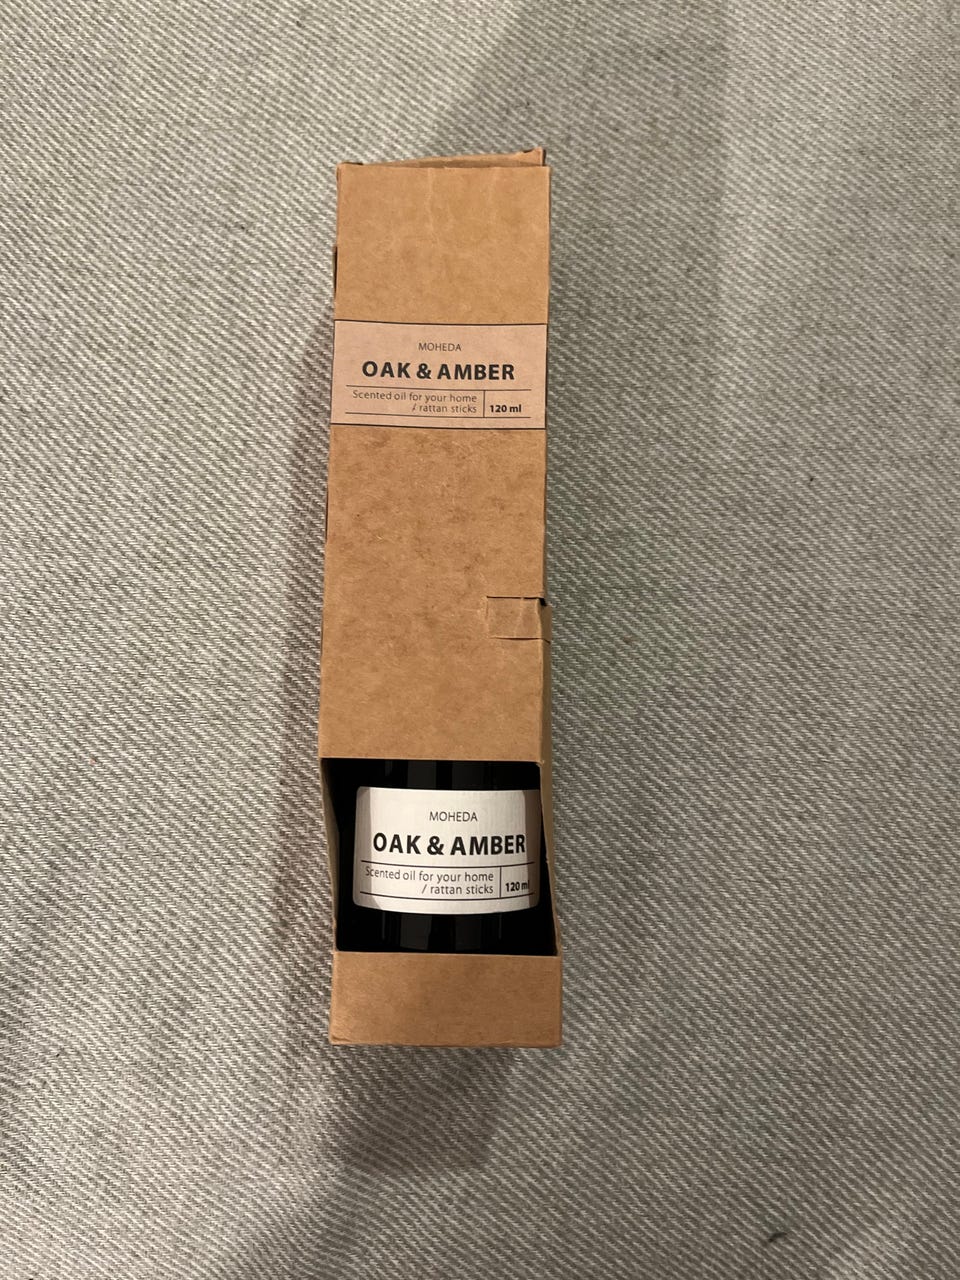 MOHEDA
OAK & AMBER
Scented oil for your home
/ rattan sticks
120 ml
MOHEDA
OAK & AMBER
Scented oil for your home
/ rattan sticks
120 ml